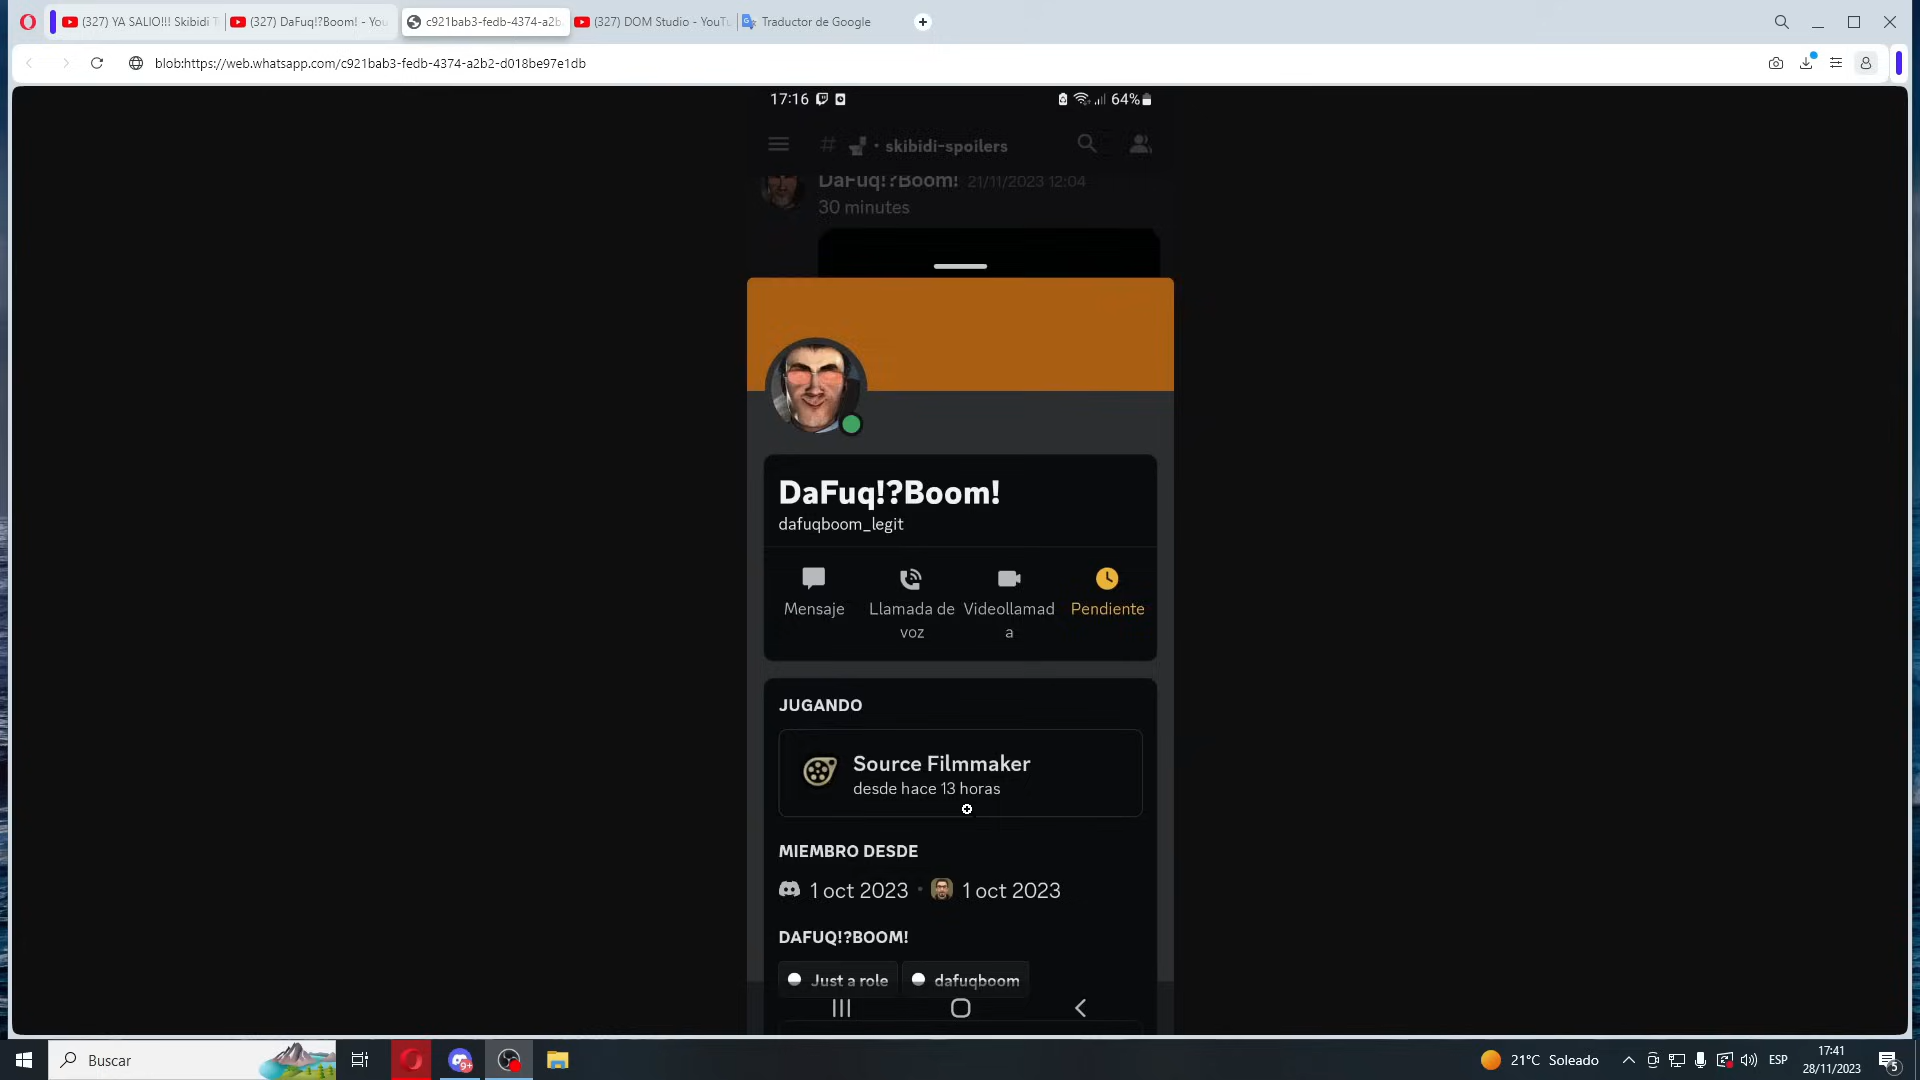 (327) YA SALIO!!! Skibidi T
(327) DaFuq!?Boom! - You
c921bab3-fedb-4374-a2b
(327) DOM Studio - YouTu
Traductor de Google
blob:https://web.whatsapp.com/c921bab3-fedb-4374-a2b2-d018be97e1db
17:16
64%
# • skibidi-spoilers
DaFuq!?Boom! 21/11/2023 12:04
30 minutes
DaFuq!?Boom!
dafuqboom_legit
Mensaje
Llamada de voz
Videollamada
Pendiente
JUGANDO
Source Filmmaker
desde hace 13 horas
MIEMBRO DESDE
1 oct 2023 • 1 oct 2023
DAFUQ!?BOOM!
Just a role
dafuqboom
Buscar
9+
21°C Soleado
ESP
17:41
28/11/2023
5